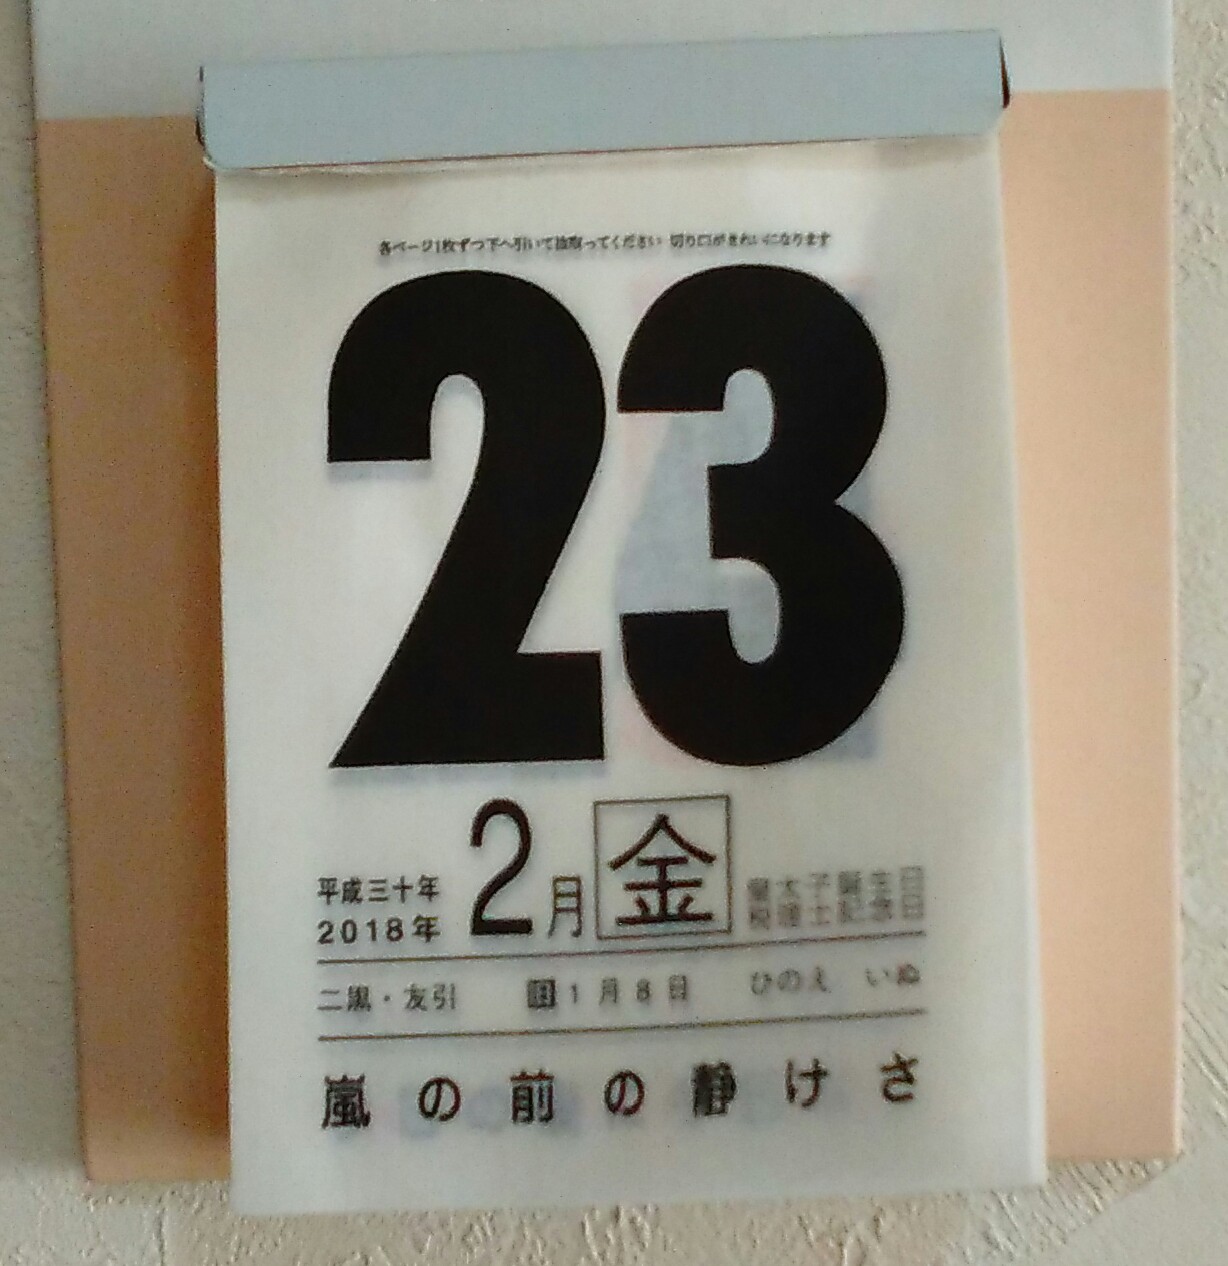 各ページ1枚ずつ下へ引いて抜取ってください 切り口がきれいになります
23
平成三十年
2018年
2月 金
皇太子誕生日
税理士記念日
二黒・友引 旧1月8日 ひのえ いぬ
嵐の前の静けさ